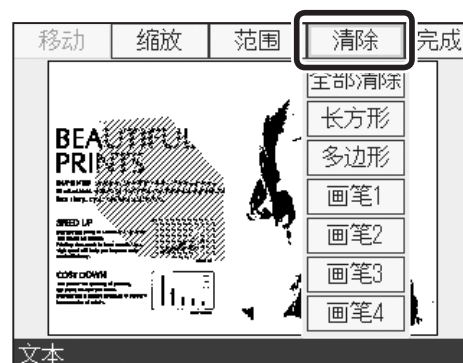 移动 缩放 范围 清除 完成
全部清除
长方形
多边形
画笔1
画笔2
画笔3
画笔4
BEAUTIFUL
PRINTS
SPEED UP
COST DOWN
文本